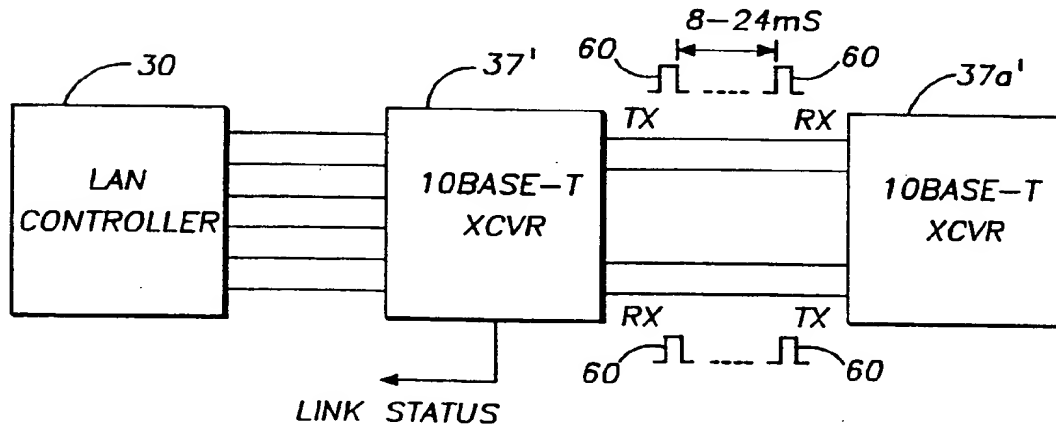 8-24mS
60
60
30
37'
37a'
TX
RX
LAN
CONTROLLER
10BASE-T
XCVR
10BASE-T
XCVR
RX
TX
60
60
LINK STATUS